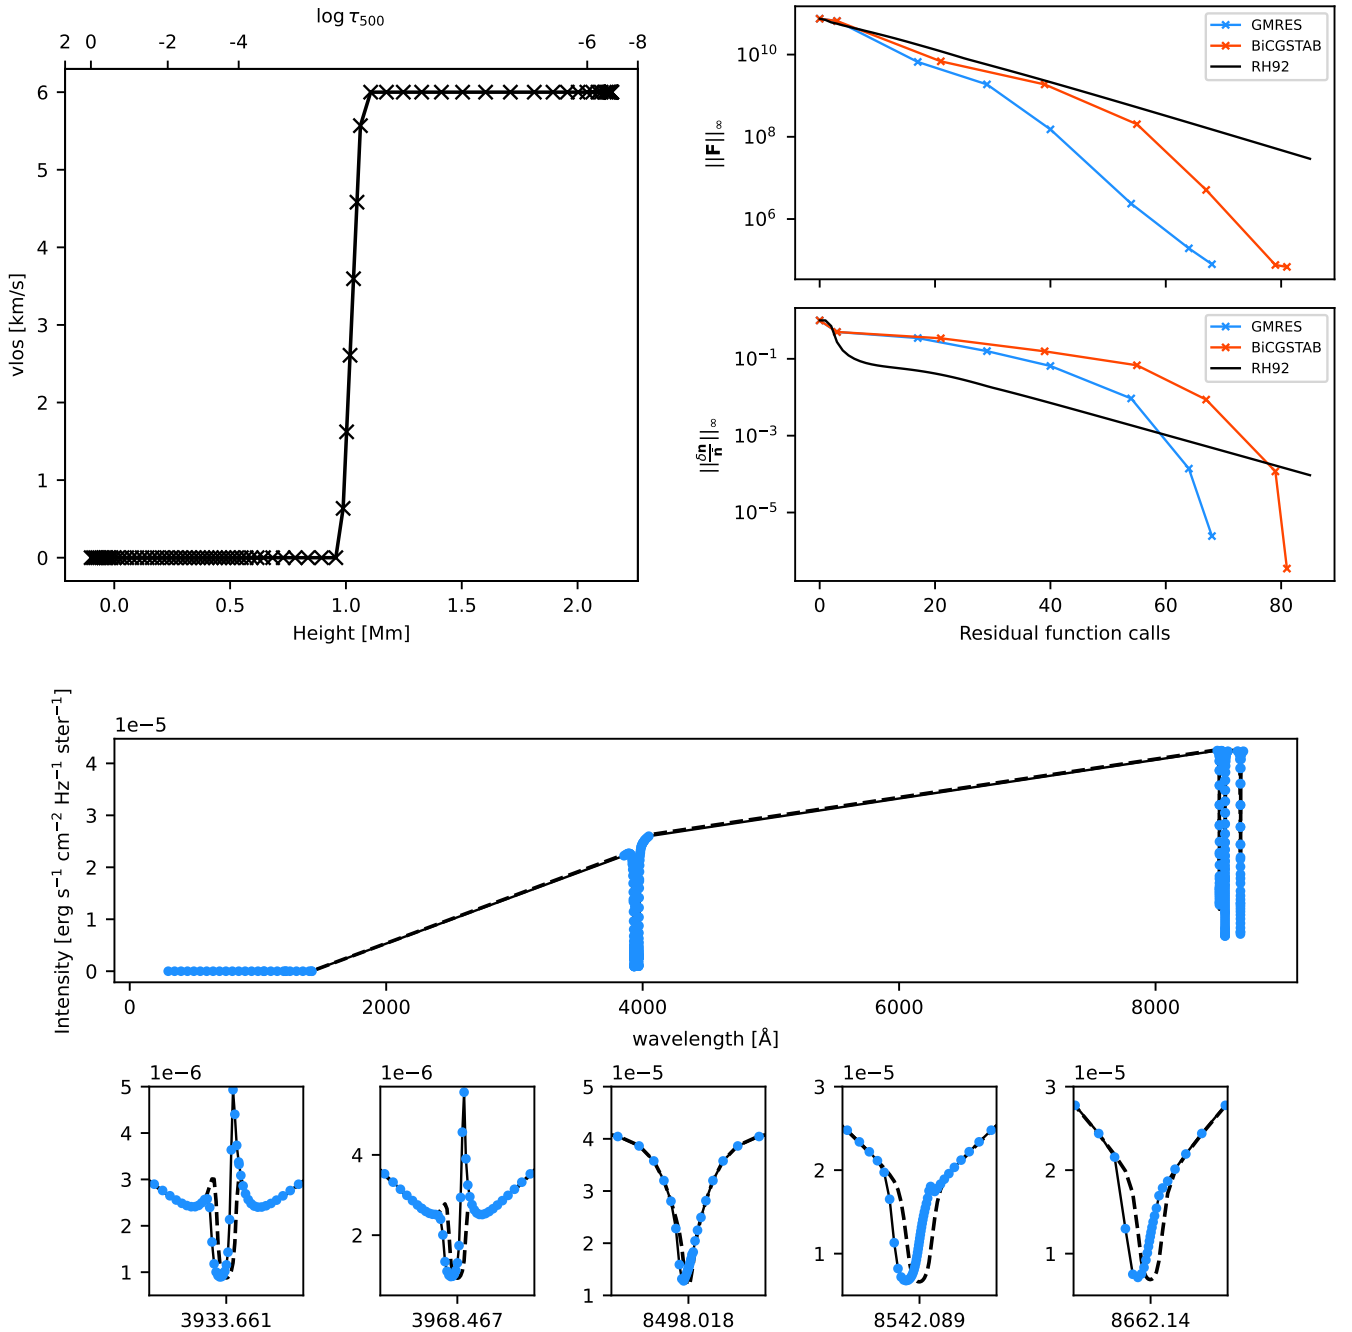 log τ500
2 0 -2 -4 -6 -8
6
5
4
3
2
1
0
vlos [km/s]
0.0 0.5 1.0 1.5 2.0
Height [Mm]
GMRES
BiCGSTAB
RH92
10^10
10^8
10^6
||F||∞
GMRES
BiCGSTAB
RH92
10^−1
10^−3
10^−5
||δn/n||∞
0 20 40 60 80
Residual function calls
1e−5
4
3
2
1
0
Intensity [erg s^−1 cm^−2 Hz^−1 ster^−1]
0 2000 4000 6000 8000
wavelength [Å]
1e−6
5
4
3
2
1
3933.661
1e−6
4
2
3968.467
1e−5
5
4
3
2
1
8498.018
1e−5
3
2
1
8542.089
1e−5
3
2
1
8662.14